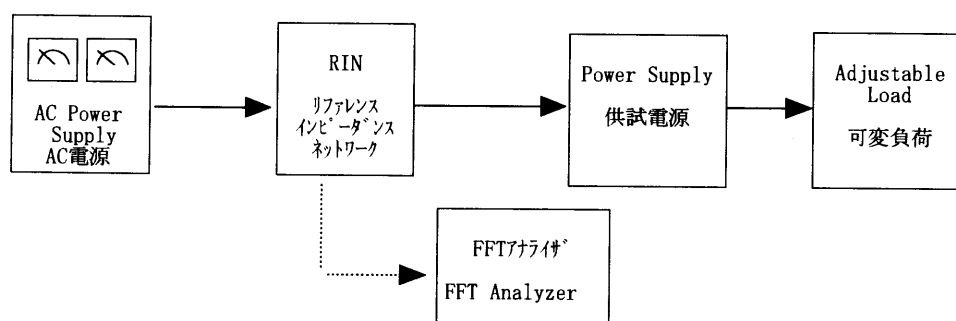 AC Power
Supply
AC電源
RIN
リファレンス
インピーダンス
ネットワーク
Power Supply
供試電源
Adjustable
Load
可変負荷
FFTアナライザ
FFT Analyzer